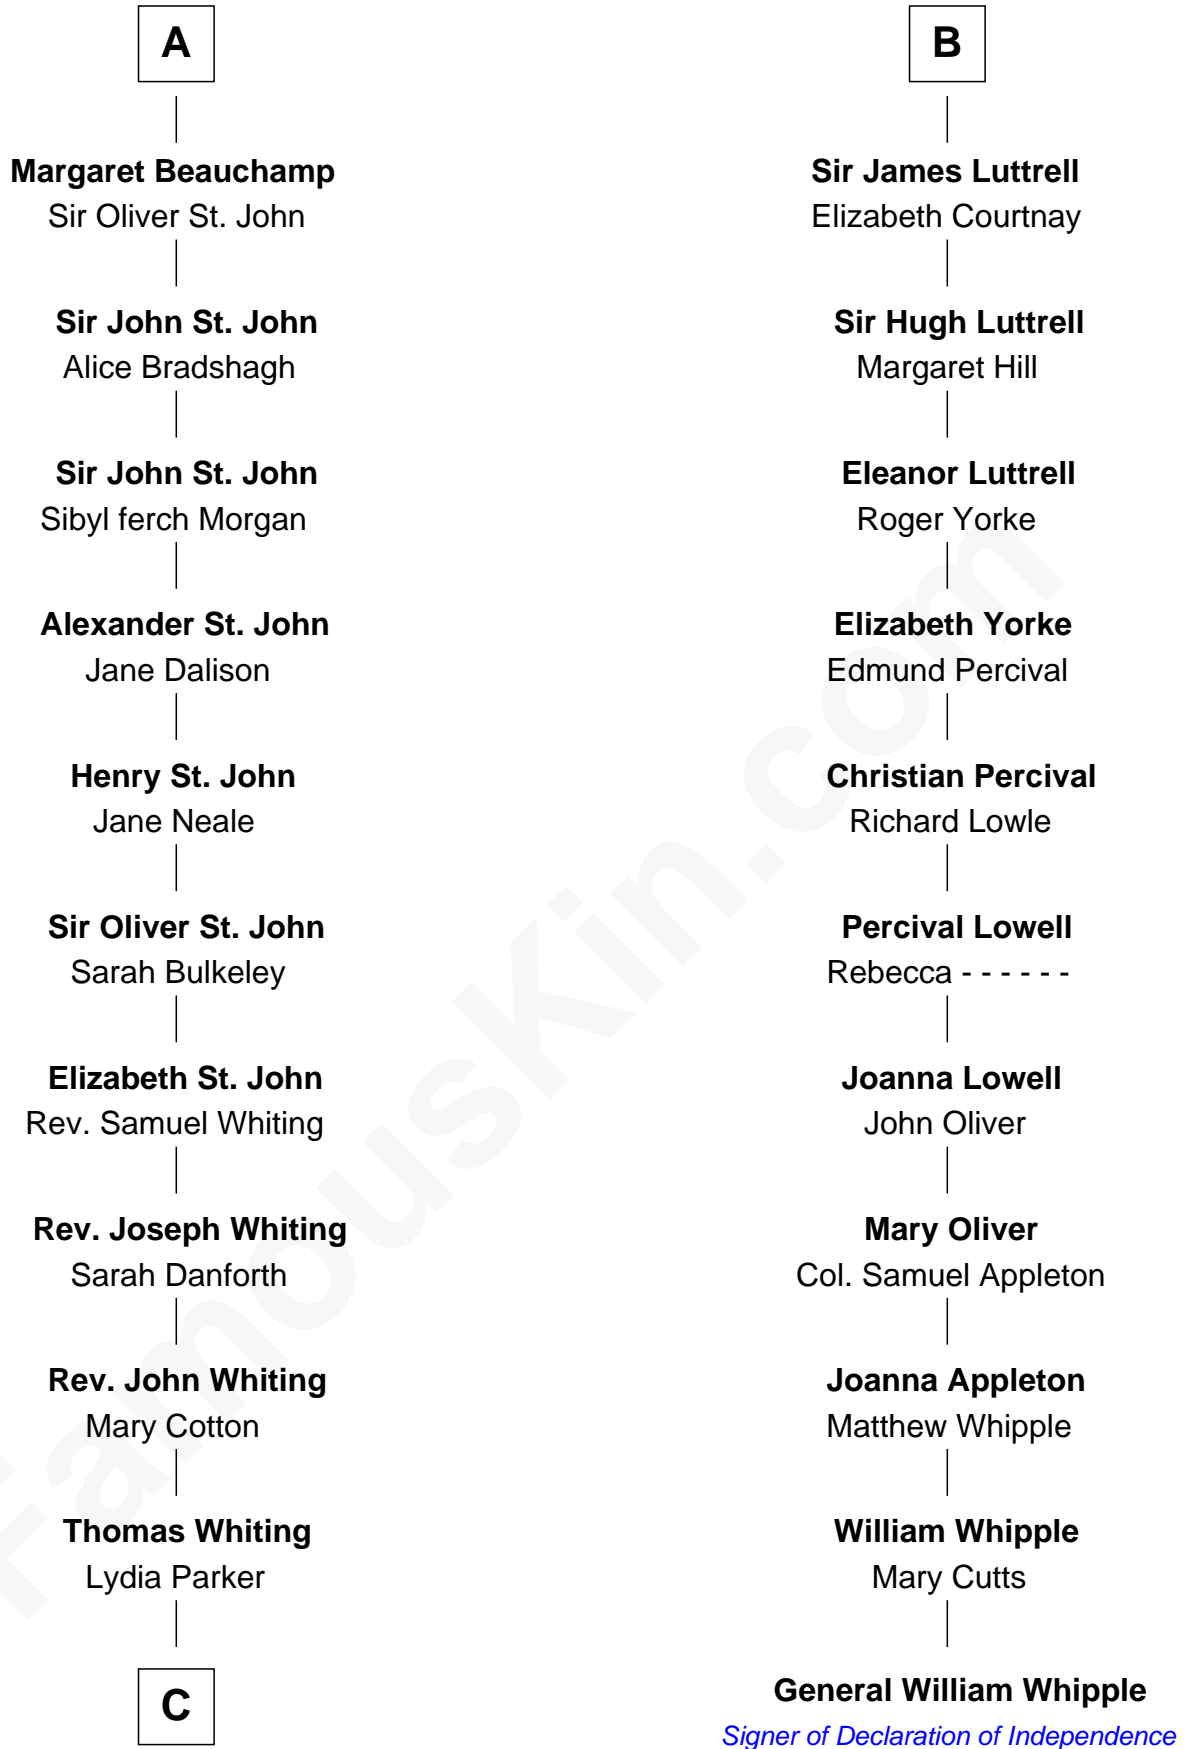 A
Margaret Beauchamp
Sir Oliver St. John
Sir John St. John
Alice Bradshagh
Sir John St. John
Sibyl ferch Morgan
Alexander St. John
Jane Dalison
Henry St. John
Jane Neale
Sir Oliver St. John
Sarah Bulkeley
Elizabeth St. John
Rev. Samuel Whiting
Rev. Joseph Whiting
Sarah Danforth
Rev. John Whiting
Mary Cotton
Thomas Whiting
Lydia Parker
C
B
Sir James Luttrell
Elizabeth Courtnay
Sir Hugh Luttrell
Margaret Hill
Eleanor Luttrell
Roger Yorke
Elizabeth Yorke
Edmund Percival
Christian Percival
Richard Lowle
Percival Lowell
Rebecca - - - - - -
Joanna Lowell
John Oliver
Mary Oliver
Col. Samuel Appleton
Joanna Appleton
Matthew Whipple
William Whipple
Mary Cutts
General William Whipple
Signer of Declaration of Independence
FamousKin.com